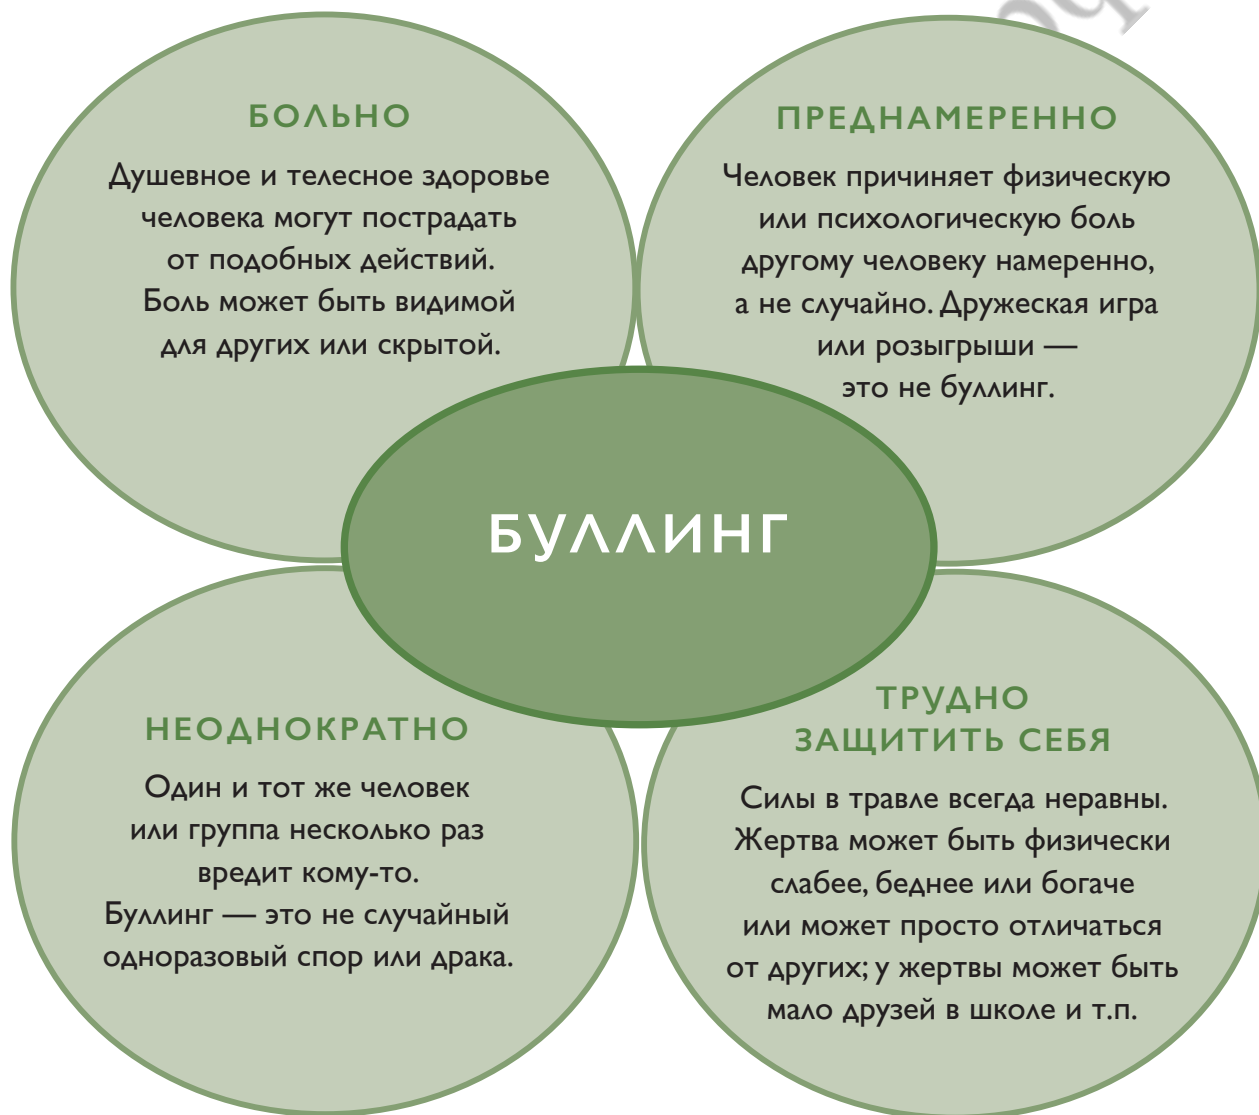 БОЛЬНО
Душевное и телесное здоровье
человека могут пострадать
от подобных действий.
Боль может быть видимой
для других или скрытой.
ПРЕДНАМЕРЕННО
Человек причиняет физическую
или психологическую боль
другому человеку намеренно,
а не случайно. Дружеская игра
или розыгрыши —
это не буллинг.
БУЛЛИНГ
НЕОДНОКРАТНО
Один и тот же человек
или группа несколько раз
вредит кому-то.
Буллинг — это не случайный
одноразовый спор или драка.
ТРУДНО
ЗАЩИТИТЬ СЕБЯ
Силы в травле всегда неравны.
Жертва может быть физически
слабее, беднее или богаче
или может просто отличаться
от других; у жертвы может быть
мало друзей в школе и т.п.